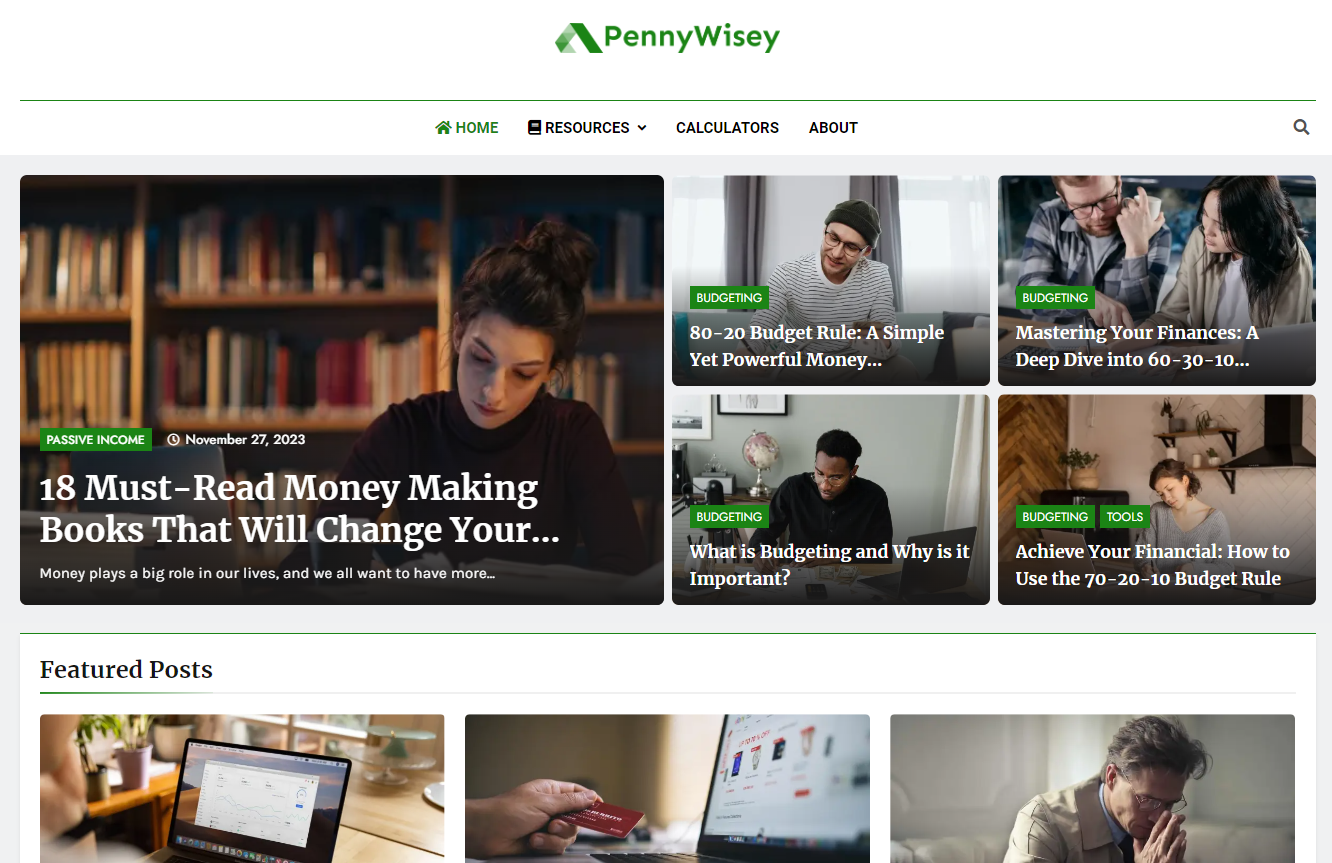 PennyWisey
HOME
RESOURCES
CALCULATORS
ABOUT
PASSIVE INCOME
November 27, 2023
18 Must-Read Money Making
Books That Will Change Your...
Money plays a big role in our lives, and we all want to have more...
BUDGETING
80-20 Budget Rule: A Simple
Yet Powerful Money...
BUDGETING
Mastering Your Finances: A
Deep Dive into 60-30-10...
BUDGETING
What is Budgeting and Why is it
Important?
BUDGETING
TOOLS
Achieve Your Financial: How to
Use the 70-20-10 Budget Rule
Featured Posts